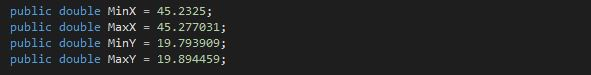 public double MinX = 45.2325;
public double MaxX = 45.277031;
public double MinY = 19.793909;
public double MaxY = 19.894459;